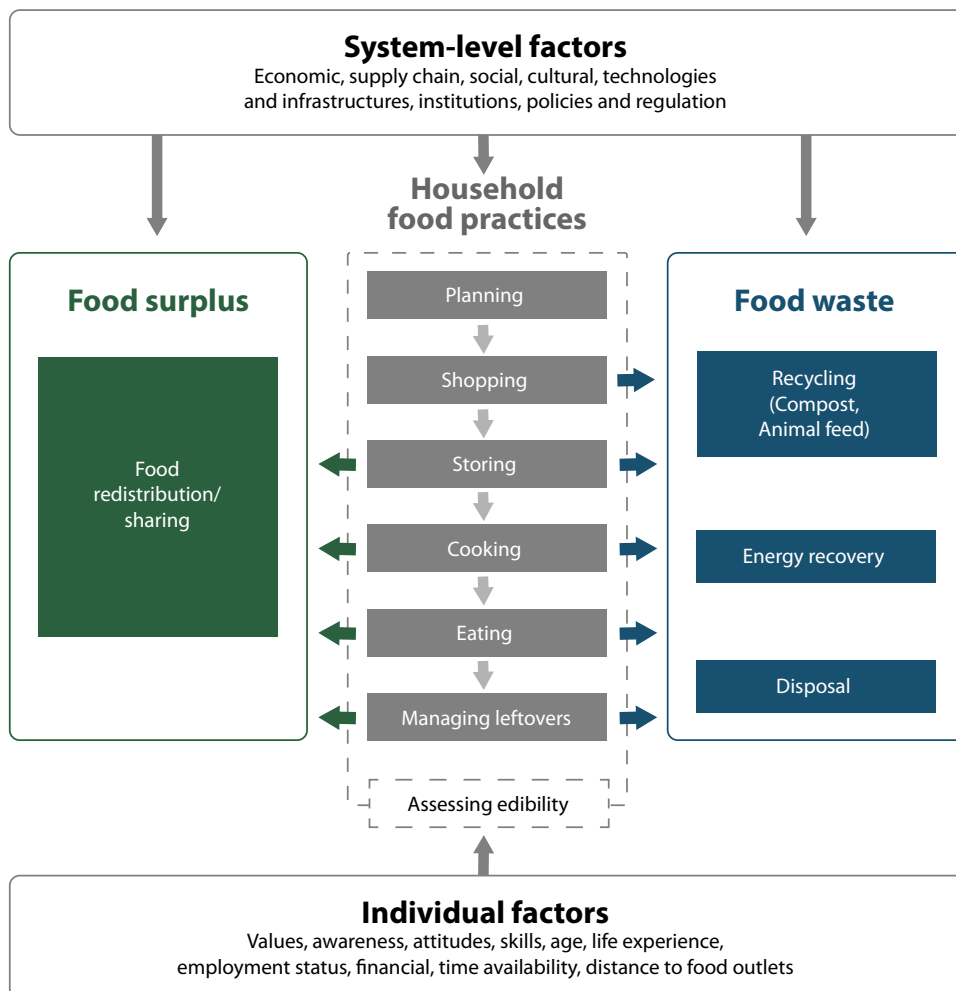 System-level factors
Economic, supply chain, social, cultural, technologies
and infrastructures, institutions, policies and regulation
Household
food practices
Food surplus
Food
redistribution/
sharing
Planning
Shopping
Storing
Cooking
Eating
Managing leftovers
Assessing edibility
Food waste
Recycling
(Compost,
Animal feed)
Energy recovery
Disposal
Individual factors
Values, awareness, attitudes, skills, age, life experience,
employment status, financial, time availability, distance to food outlets